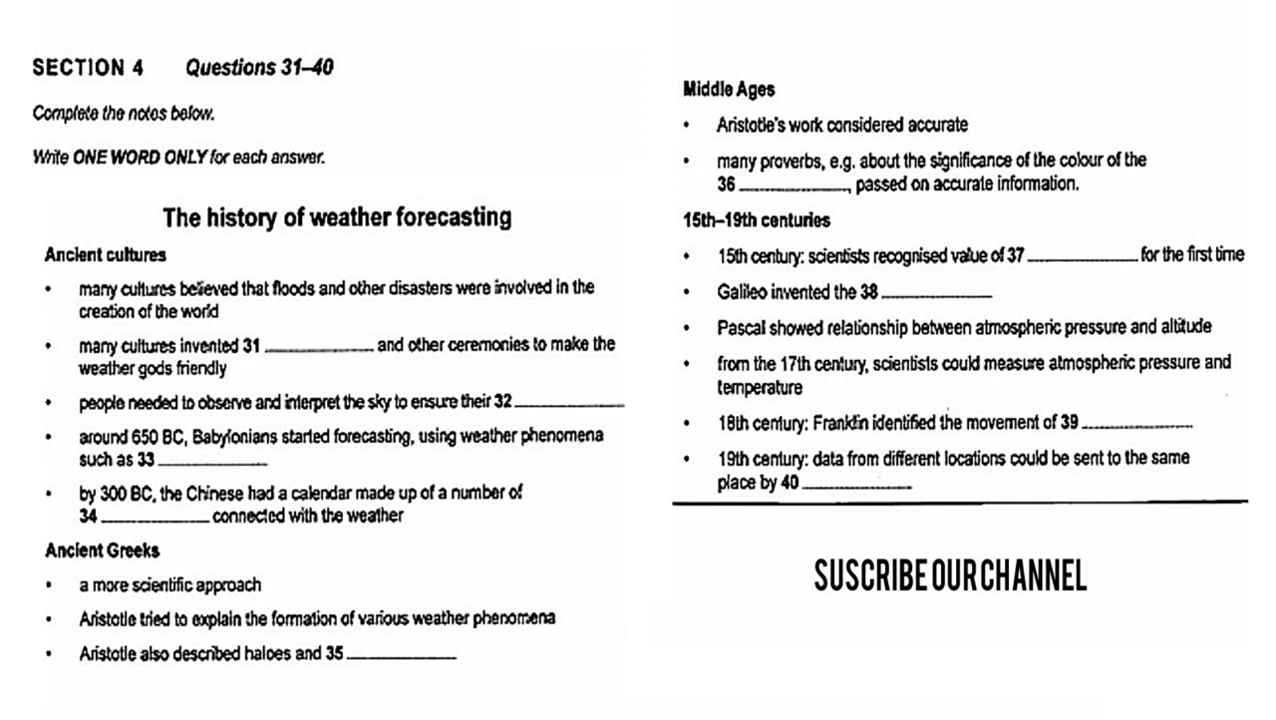 SECTION 4 Questions 31–40
Complete the notes below.
Write ONE WORD ONLY for each answer.
The history of weather forecasting
Ancient cultures
• many cultures believed that floods and other disasters were involved in the
creation of the world
• many cultures invented 31 ____________ and other ceremonies to make the
weather gods friendly
• people needed to observe and interpret the sky to ensure their 32 ____________
• around 650 BC, Babylonians started forecasting, using weather phenomena
such as 33 ____________
• by 300 BC, the Chinese had a calendar made up of a number of
34 ____________ connected with the weather
Ancient Greeks
• a more scientific approach
• Aristotle tried to explain the formation of various weather phenomena
• Aristotle also described haloes and 35 ____________
Middle Ages
• Aristotle's work considered accurate
• many proverbs, e.g. about the significance of the colour of the
36 ____________, passed on accurate information.
15th–19th centuries
• 15th century: scientists recognised value of 37 ____________ for the first time
• Galileo invented the 38 ____________
• Pascal showed relationship between atmospheric pressure and altitude
• from the 17th century, scientists could measure atmospheric pressure and
temperature
• 18th century: Franklin identified the movement of 39 ____________
• 19th century: data from different locations could be sent to the same
place by 40 ____________
SUSCRIBE OUR CHANNEL